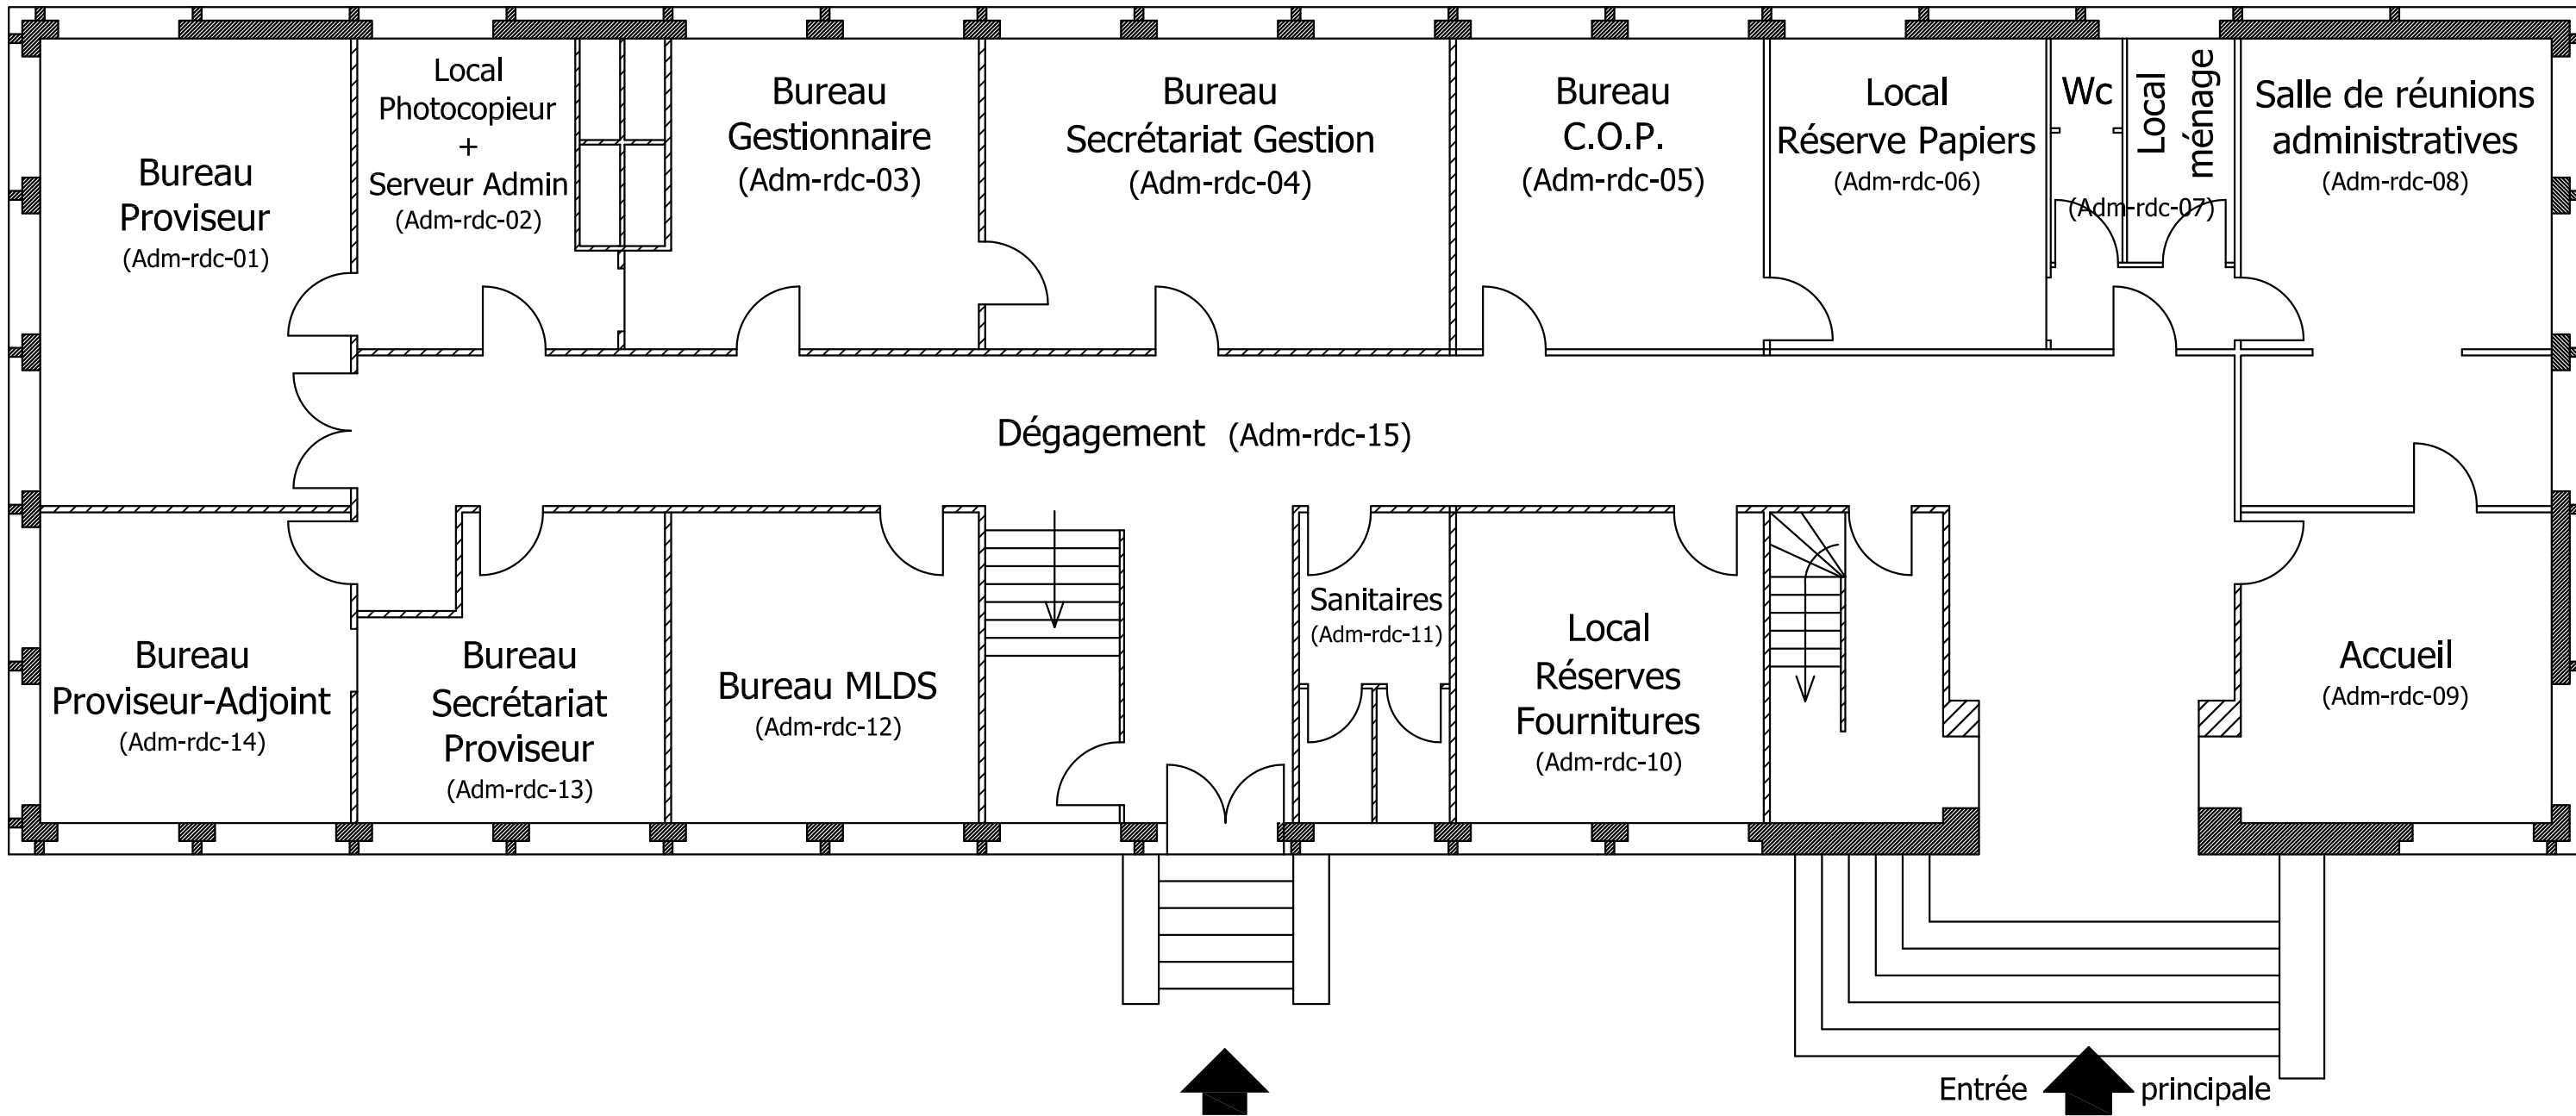 Bureau
Proviseur
(Adm-rdc-01)
Local
Photocopieur
+
Serveur Admin
(Adm-rdc-02)
Bureau
Gestionnaire
(Adm-rdc-03)
Bureau
Secrétariat Gestion
(Adm-rdc-04)
Bureau
C.O.P.
(Adm-rdc-05)
Local
Réserve Papiers
(Adm-rdc-06)
Wc
Local
ménage
(Adm-rdc-07)
Salle de réunions
administratives
(Adm-rdc-08)
Dégagement (Adm-rdc-15)
Bureau
Proviseur-Adjoint
(Adm-rdc-14)
Bureau
Secrétariat
Proviseur
(Adm-rdc-13)
Bureau MLDS
(Adm-rdc-12)
Sanitaires
(Adm-rdc-11)
Local
Réserves
Fournitures
(Adm-rdc-10)
Accueil
(Adm-rdc-09)
Entrée principale